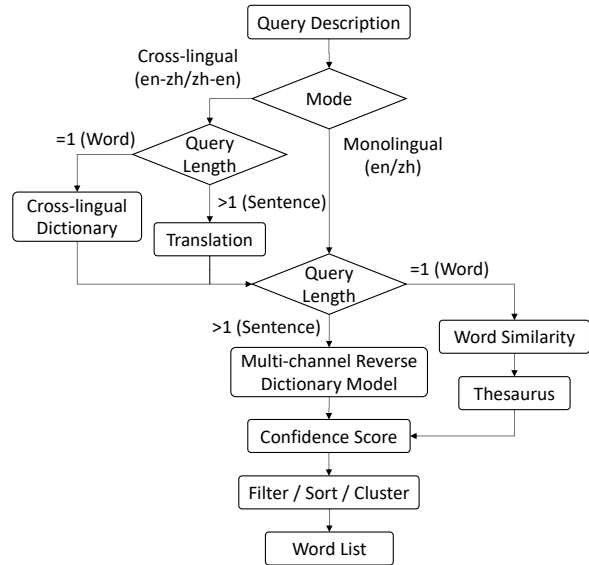 Query Description
Cross-lingual
(en-zh/zh-en)
Mode
Query
Length
=1 (Word)
Monolingual
(en/zh)
Cross-lingual
Dictionary
>1 (Sentence)
Translation
Query
Length
=1 (Word)
>1 (Sentence)
Word Similarity
Multi-channel Reverse
Dictionary Model
Thesaurus
Confidence Score
Filter / Sort / Cluster
Word List